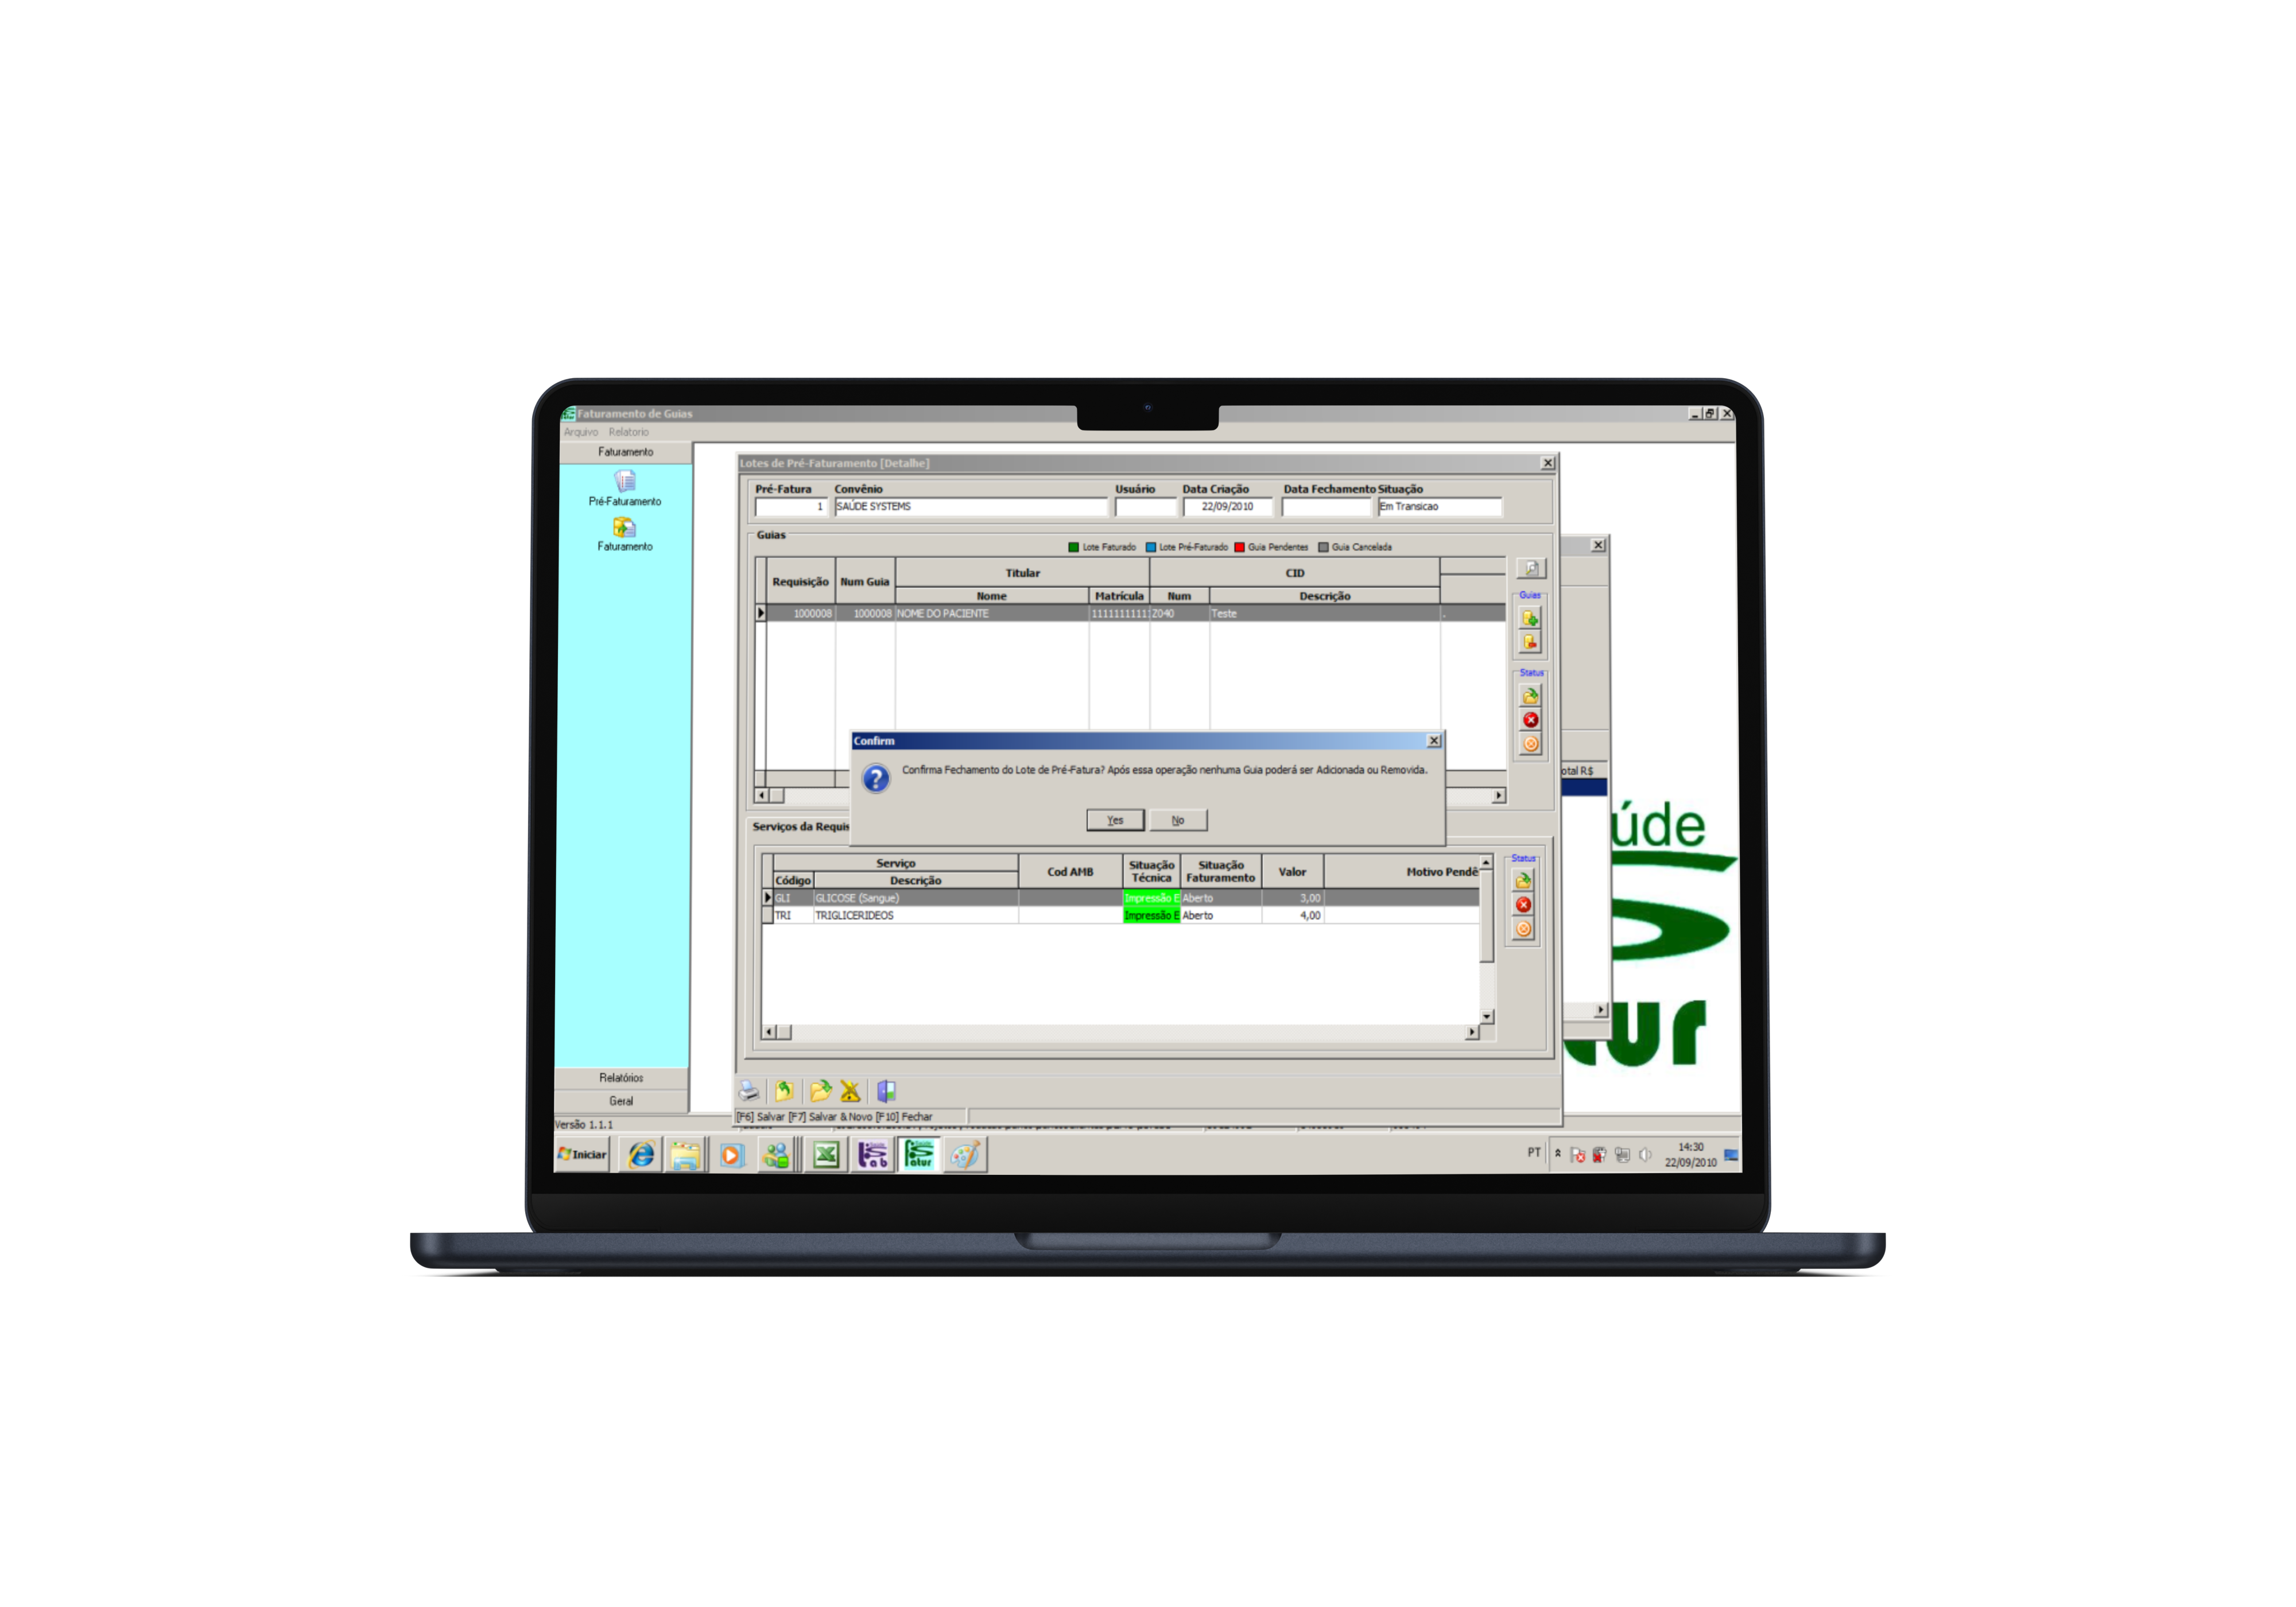 Faturamento de Guias
Arquivo Relatorio
Faturamento
Pré-Faturamento
Faturamento
Relatórios
Geral
Versão 1.1.1
Lotes de Pré-Faturamento [Detalhe]
Pré-Fatura Convênio Usuário Data Criação Data Fechamento Situação
1 SAÚDE SYSTEMS 22/09/2010 Em Transicao
Guias
Lote Faturado Lote Pré-Faturado Guia Pendentes Guia Cancelada
Requisição Num Guia Titular CID
Nome Matrícula Num Descrição
1000008 1000008 NOME DO PACIENTE 1111111111 Z040 Teste .
Guias
Status
Confirm
Confirma Fechamento do Lote de Pré-Fatura? Após essa operação nenhuma Guia poderá ser Adicionada ou Removida.
Yes No
otal R$
Serviços da Requis
Serviço Cod AMB Situação Técnica Situação Faturamento Valor Motivo Pendê
Código Descrição
GLI GLICOSE (Sangue) Impressão E Aberto 3,00
TRI TRIGLICERIDEOS Impressão E Aberto 4,00
Status
[F6] Salvar [F7] Salvar & Novo [F10] Fechar
úde
tur
Iniciar
Lab
Fatur
PT
14:30
22/09/2010